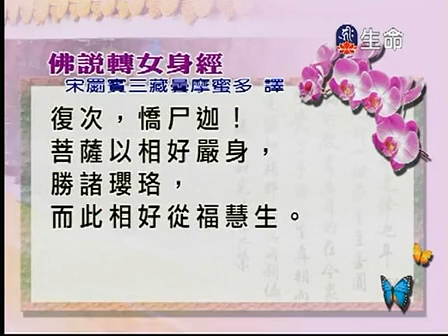 生命
佛說轉女身經
宋罽賓三藏曇摩蜜多 譯
復次，憍尸迦！
菩薩以相好嚴身，
勝諸瓔珞，
而此相好從福慧生。